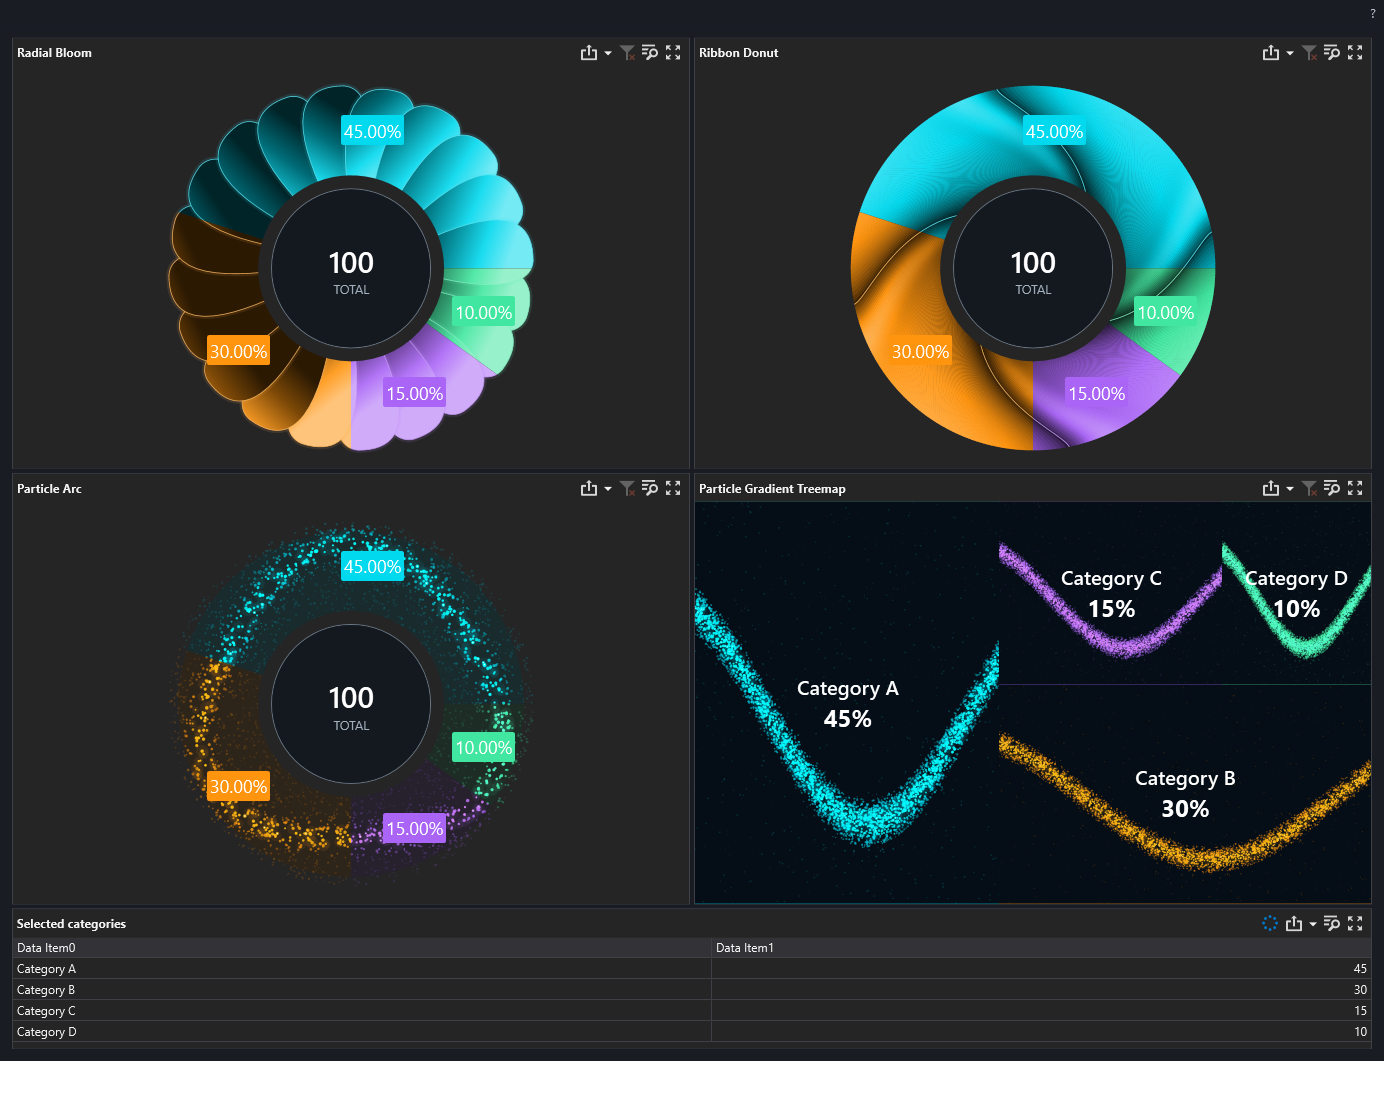 ?
Radial Bloom
45.00%
10.00%
15.00%
30.00%
100
TOTAL
Ribbon Donut
45.00%
10.00%
15.00%
30.00%
100
TOTAL
Particle Arc
45.00%
10.00%
15.00%
30.00%
100
TOTAL
Particle Gradient Treemap
Category A
45%
Category C
15%
Category D
10%
Category B
30%
Selected categories
Data Item0 Data Item1
Category A 45
Category B 30
Category C 15
Category D 10